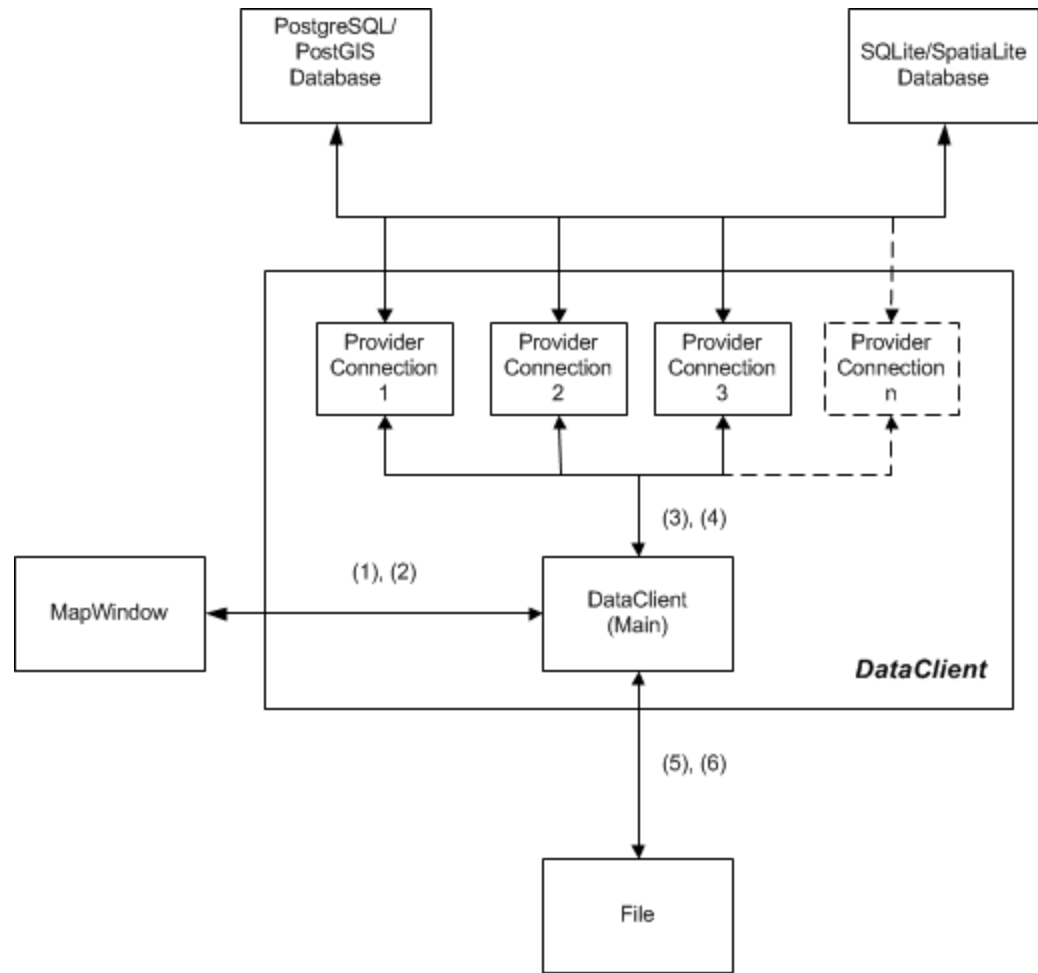 PostgreSQL/
PostGIS
Database
SQLite/SpatiaLite
Database
Provider
Connection
1
Provider
Connection
2
Provider
Connection
3
Provider
Connection
n
(3), (4)
(1), (2)
MapWindow
DataClient
(Main)
DataClient
(5), (6)
File